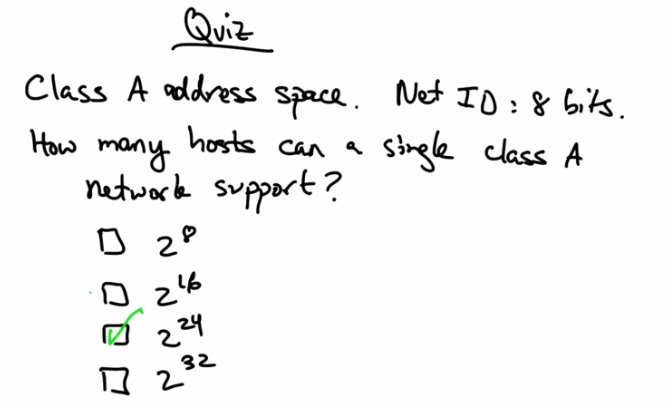 Quiz
Class A address space. Net ID: 8 bits.
How many hosts can a single class A
network support?
2^8
2^16
2^24
2^32